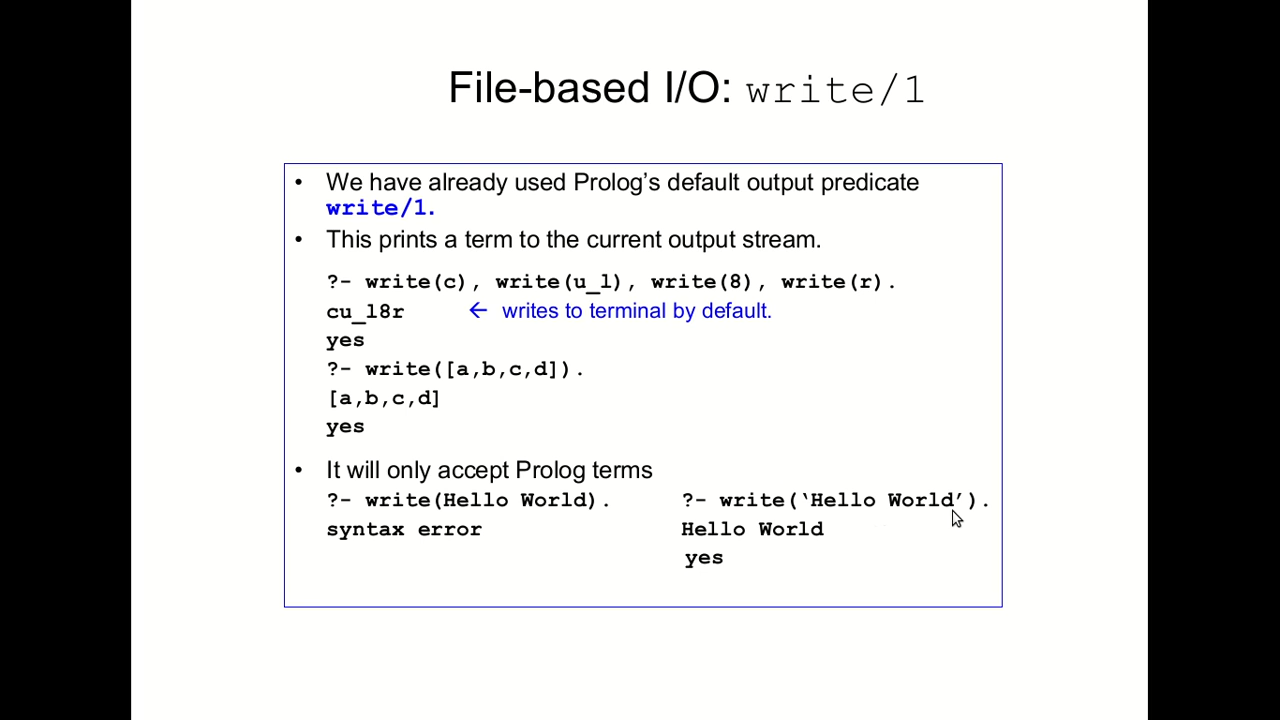 File-based I/O: write/1
• We have already used Prolog’s default output predicate
write/1.
• This prints a term to the current output stream.
?- write(c), write(u_l), write(8), write(r).
cu_l8r ← writes to terminal by default.
yes
?- write([a,b,c,d]).
[a,b,c,d]
yes
• It will only accept Prolog terms
?- write(Hello World). ?- write(‘Hello World’).
syntax error Hello World
yes